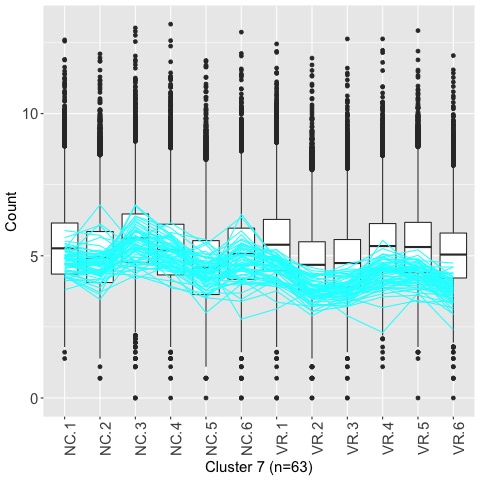 10
5
0
Count
NC.1
NC.2
NC.3
NC.4
NC.5
NC.6
VR.1
VR.2
VR.3
VR.4
VR.5
VR.6
Cluster 7 (n=63)